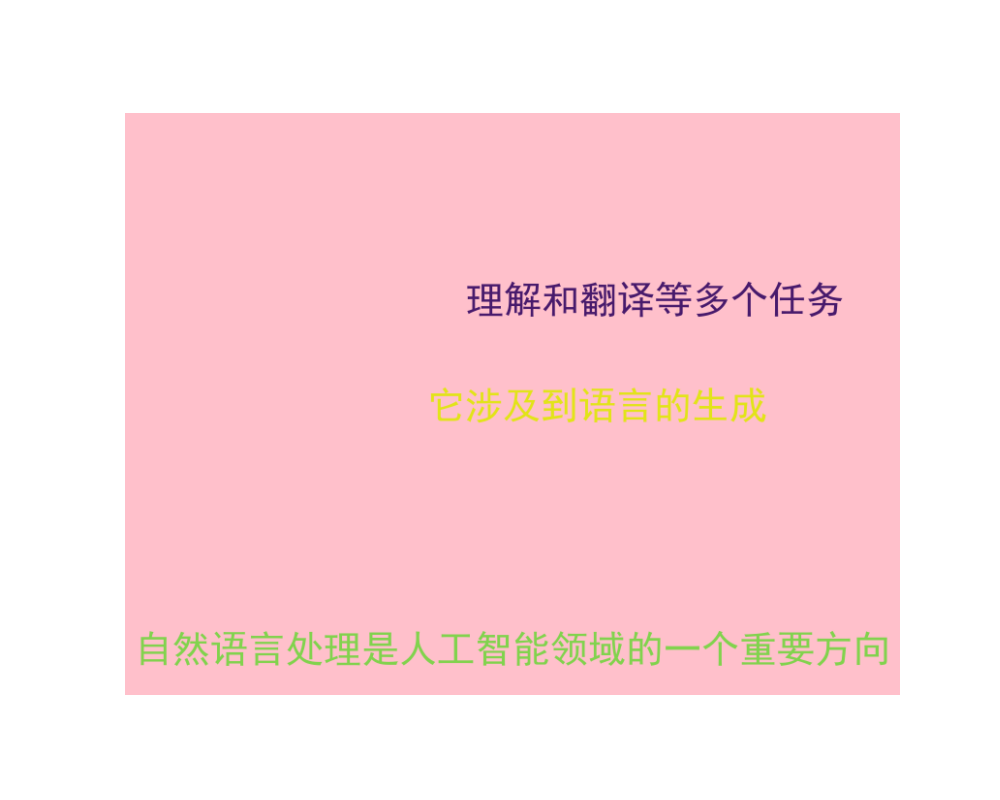 理解和翻译等多个任务
它涉及到语言的生成
自然语言处理是人工智能领域的一个重要方向